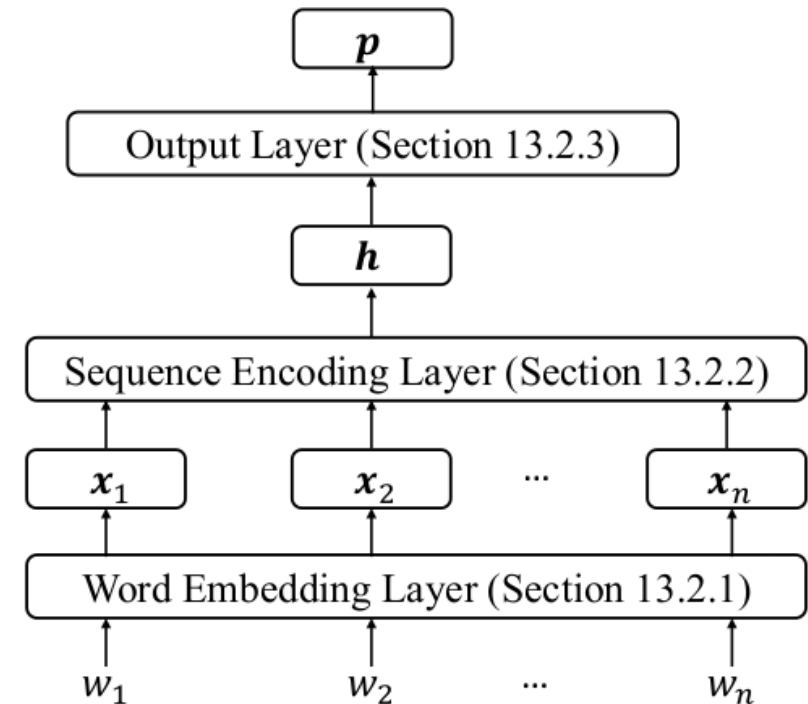 p
Output Layer (Section 13.2.3)
h
Sequence Encoding Layer (Section 13.2.2)
x₁ x₂ ... xₙ
Word Embedding Layer (Section 13.2.1)
w₁ w₂ ... wₙ